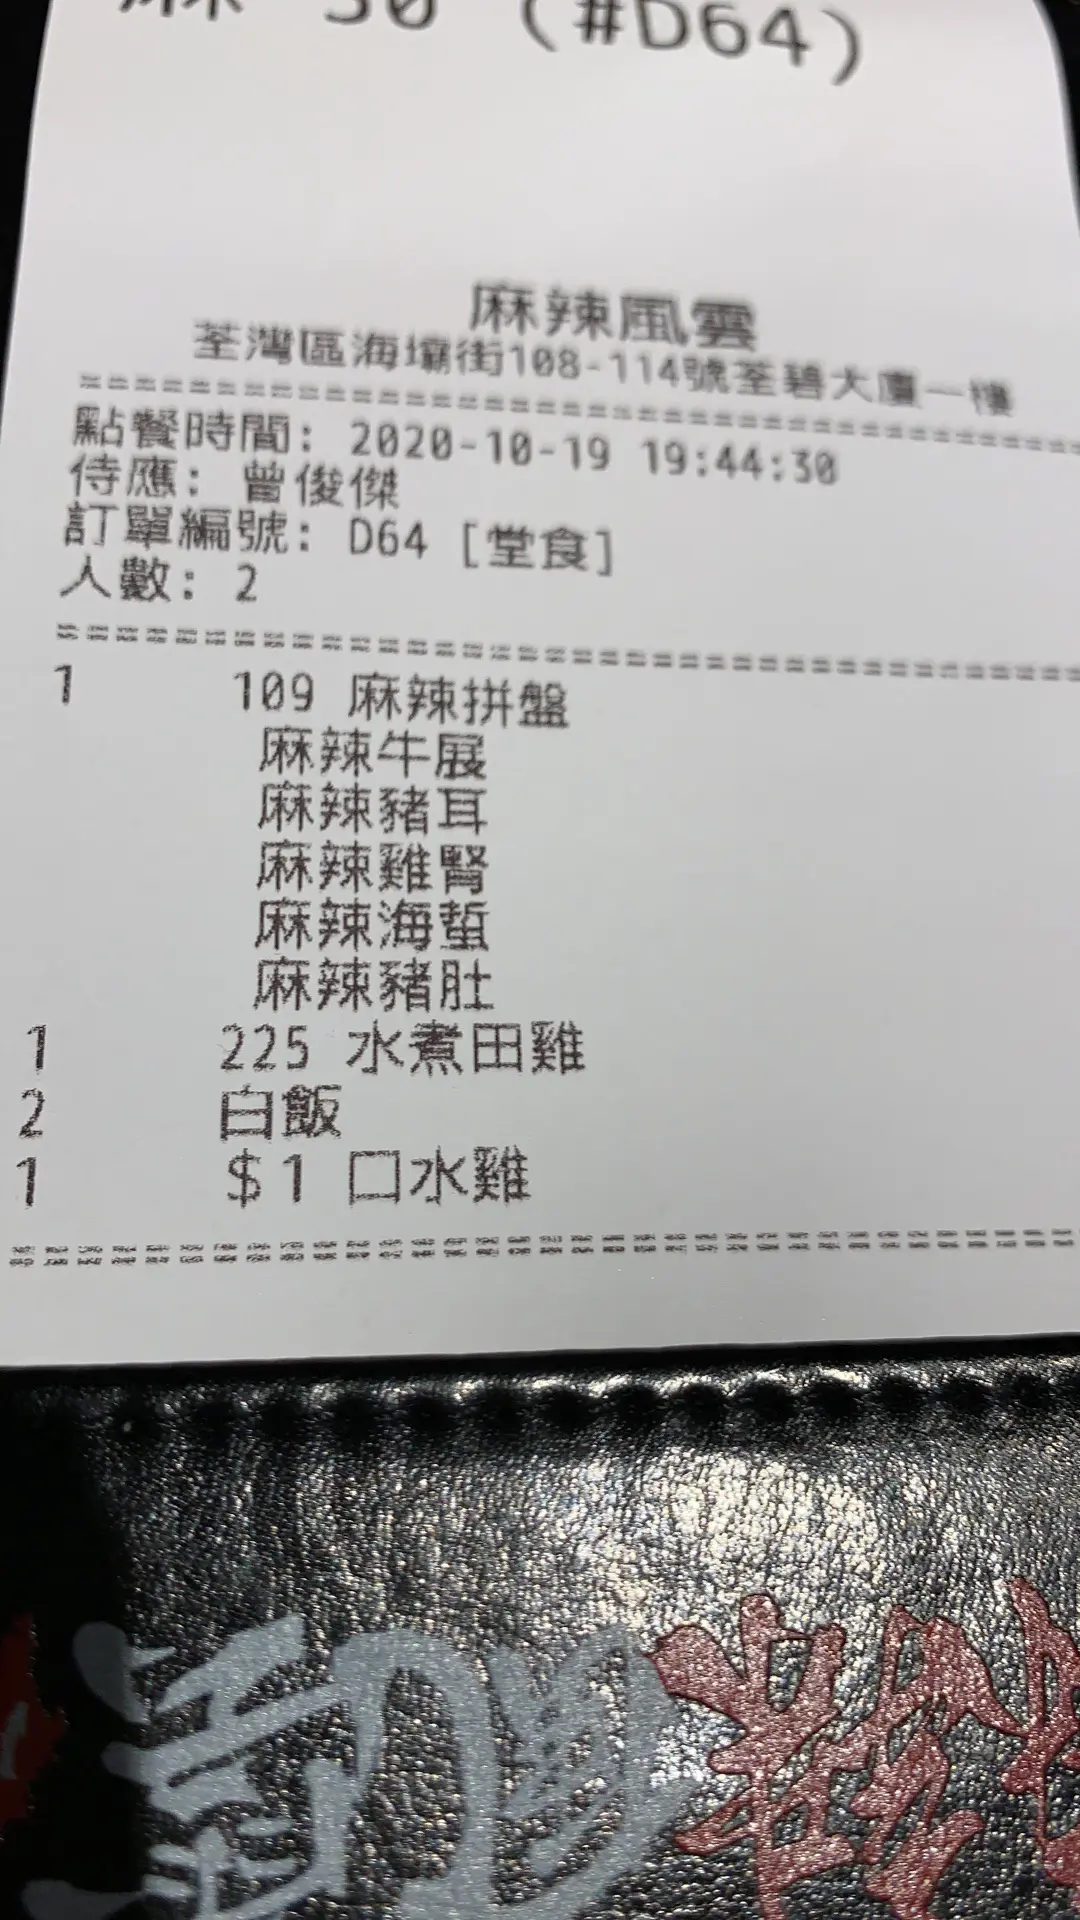 麻 30 (#D64)
麻辣風雲
荃灣區海壩街108-114號荃碧大廈一樓
點餐時間: 2020-10-19 19:44:30
侍應: 曾俊傑
訂單編號: D64 [堂食]
人數: 2
1 109 麻辣拼盤
麻辣牛展
麻辣豬耳
麻辣雞腎
麻辣海蜇
麻辣豬肚
1 225 水煮田雞
2 白飯
1 $1 口水雞